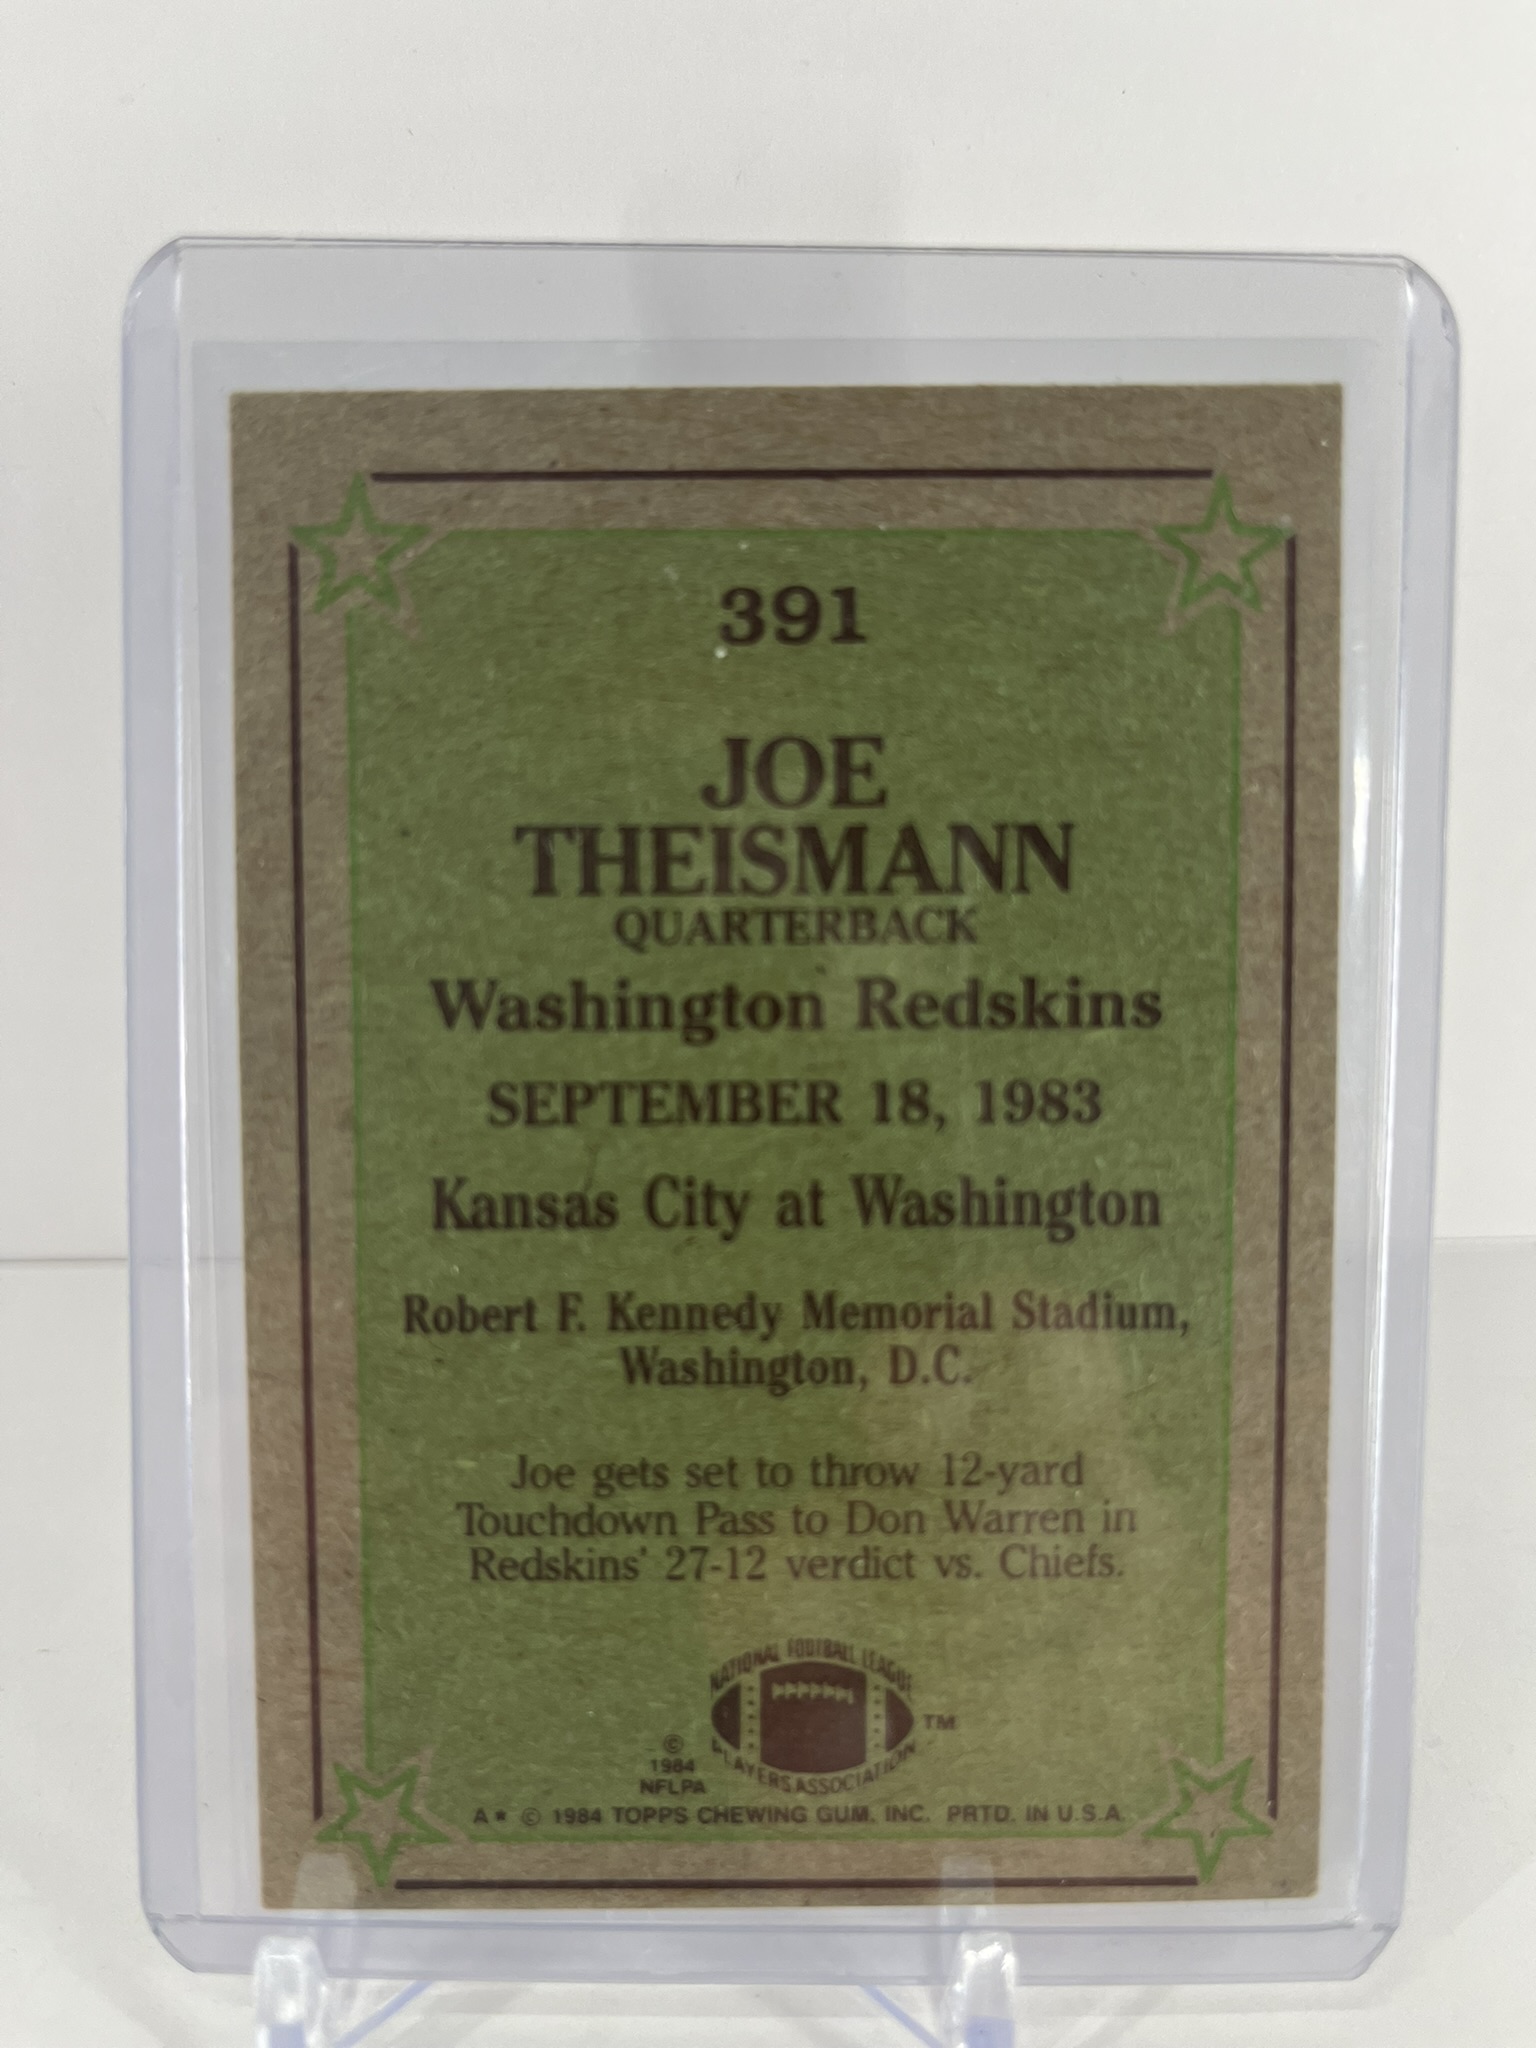 391
JOE
THEISMANN
QUARTERBACK
Washington Redskins
SEPTEMBER 18, 1983
Kansas City at Washington
Robert F. Kennedy Memorial Stadium,
Washington, D.C.
Joe gets set to throw 12-yard
Touchdown Pass to Don Warren in
Redskins' 27-12 verdict vs. Chiefs.
NATIONAL FOOTBALL LEAGUE
PLAYERS ASSOCIATION
TM
©
1984
NFLPA
A* © 1984 TOPPS CHEWING GUM. INC. PRTD. IN U.S.A.